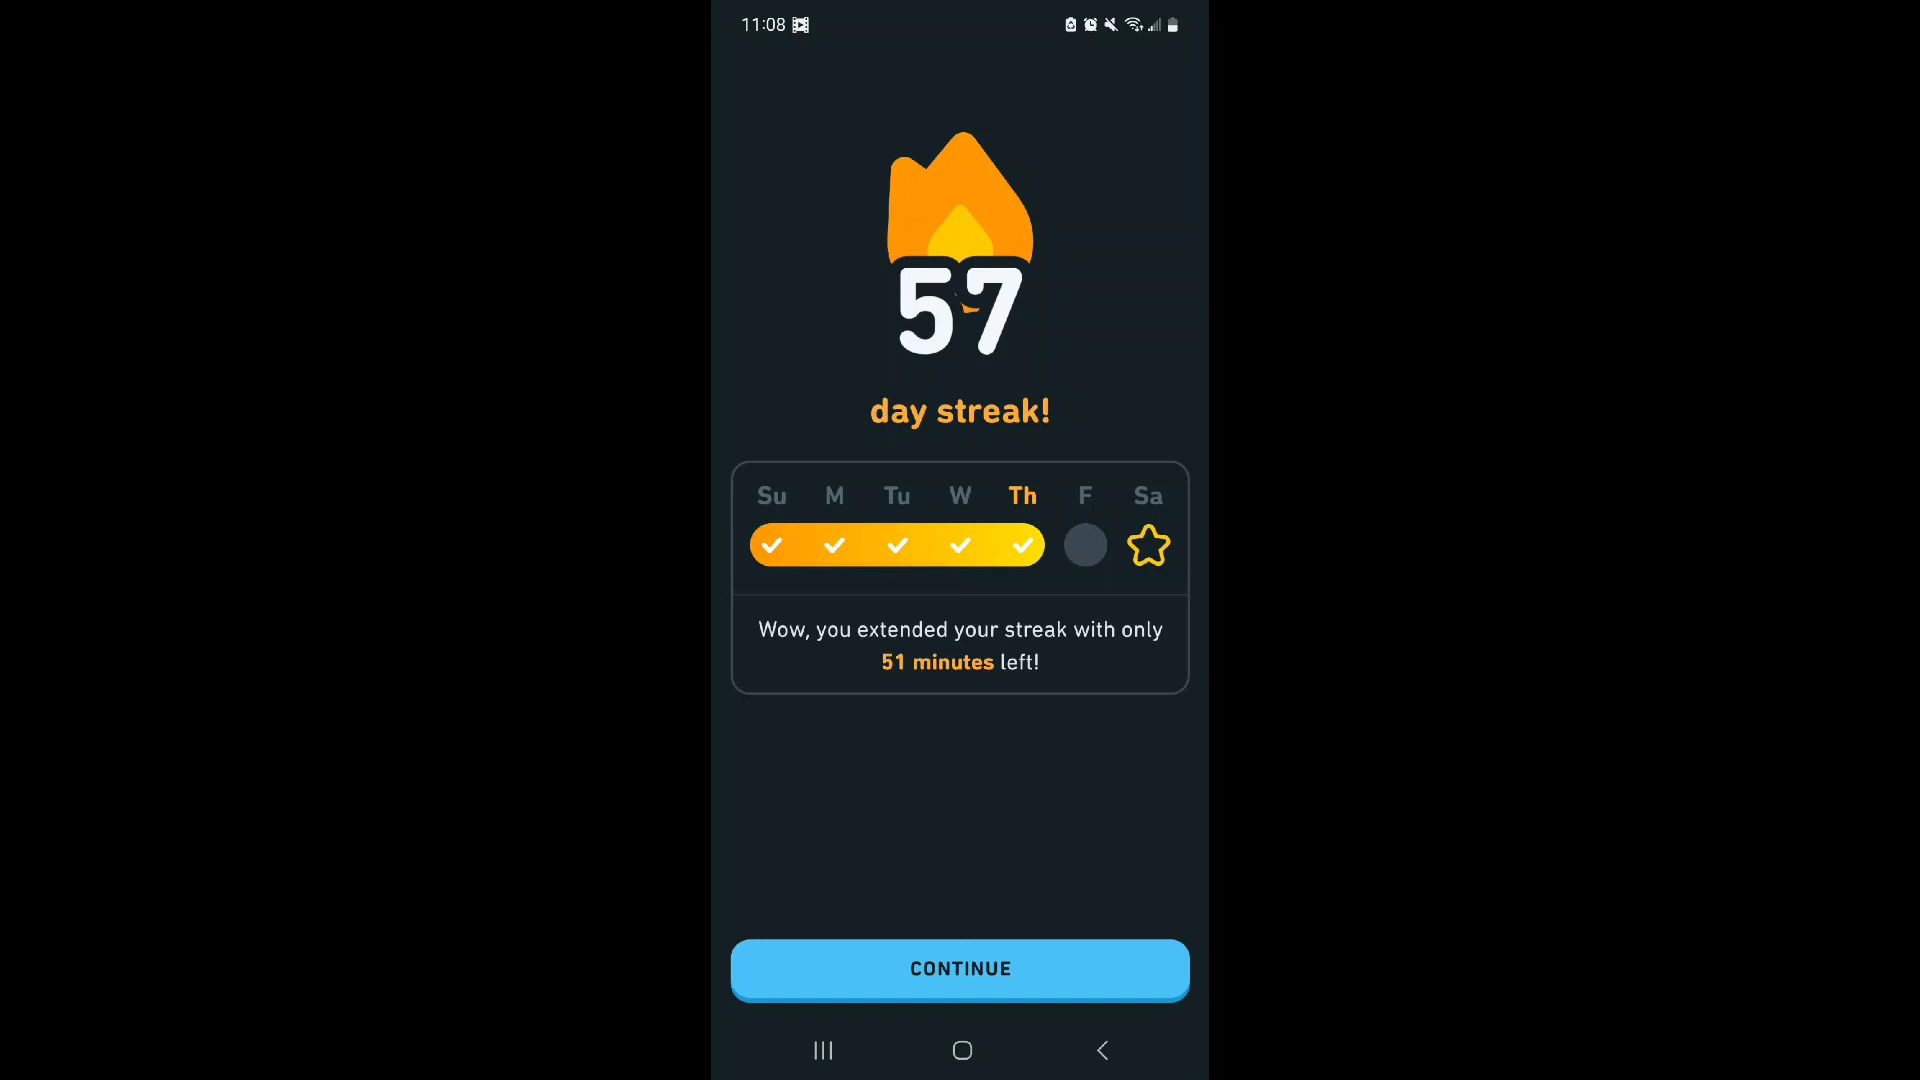 11:08
57
day streak!
Su M Tu W Th F Sa
Wow, you extended your streak with only
51 minutes left!
CONTINUE